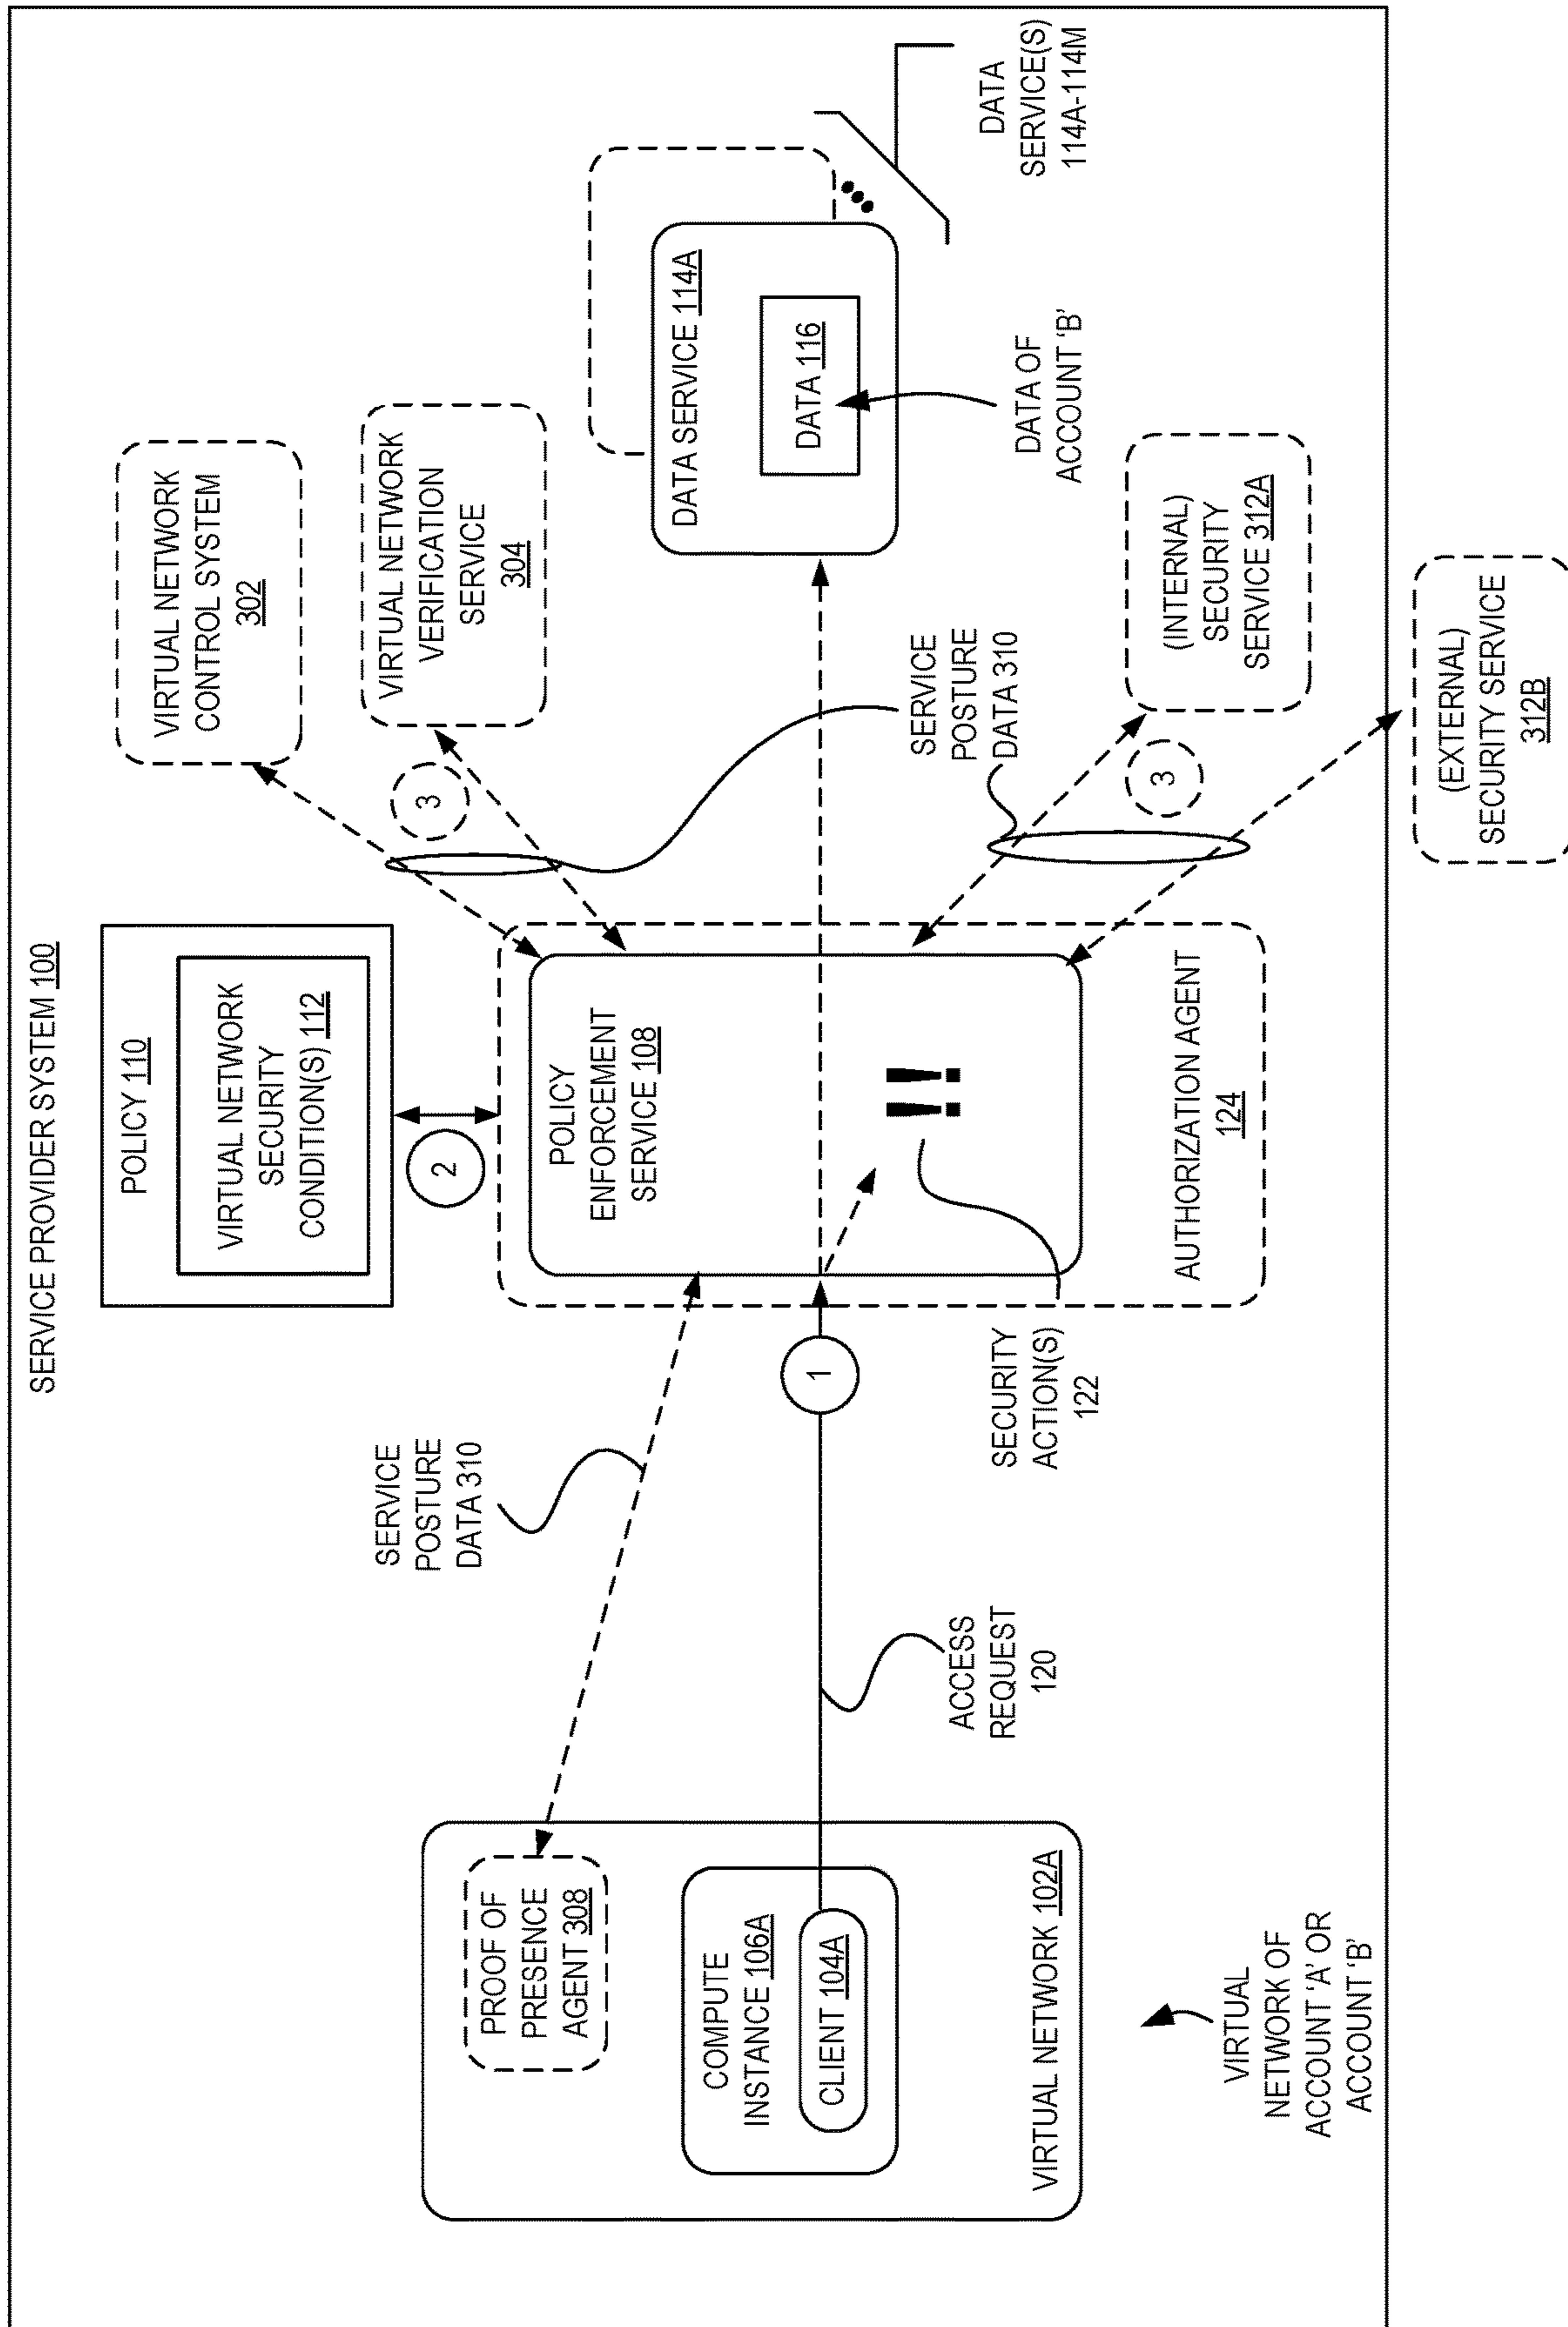 SERVICE PROVIDER SYSTEM 100
POLICY 110
VIRTUAL NETWORK
SECURITY
CONDITION(S) 112
2
VIRTUAL NETWORK
CONTROL SYSTEM
302
VIRTUAL NETWORK
VERIFICATION
SERVICE
304
3
SERVICE
POSTURE
DATA 310
PROOF OF
PRESENCE
AGENT 308
COMPUTE
INSTANCE 106A
CLIENT 104A
VIRTUAL NETWORK 102A
VIRTUAL
NETWORK OF
ACCOUNT ‘A’ OR
ACCOUNT ‘B’
ACCESS
REQUEST
120
1
POLICY
ENFORCEMENT
SERVICE 108
!!
SECURITY
ACTION(S)
122
AUTHORIZATION AGENT
124
SERVICE
POSTURE
DATA 310
3
DATA SERVICE 114A
DATA 116
DATA OF
ACCOUNT ‘B’
DATA
SERVICE(S)
114A-114M
(INTERNAL)
SECURITY
SERVICE 312A
(EXTERNAL)
SECURITY SERVICE
312B